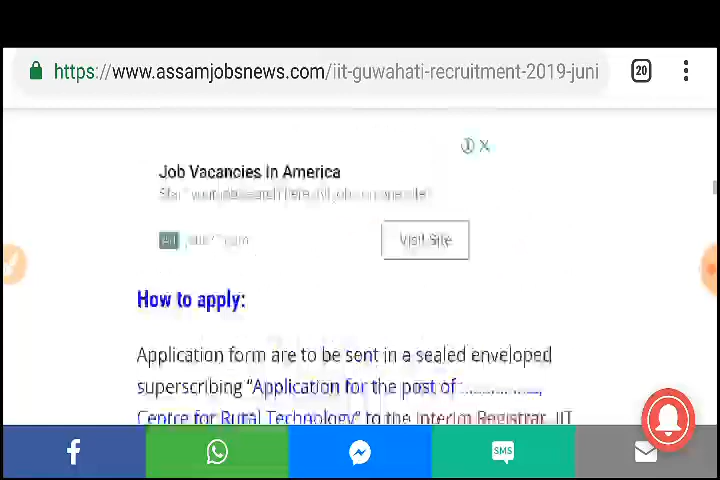 https://www.assamjobsnews.com/iit-guwahati-recruitment-2019-juni
20
Job Vacancies In America
Ad
Visit Site
How to apply:
Application form are to be sent in a sealed enveloped
superscribing “Application for the post of ...............,
Centre for Rural Technology” to the Interim Registrar, IIT
SMS